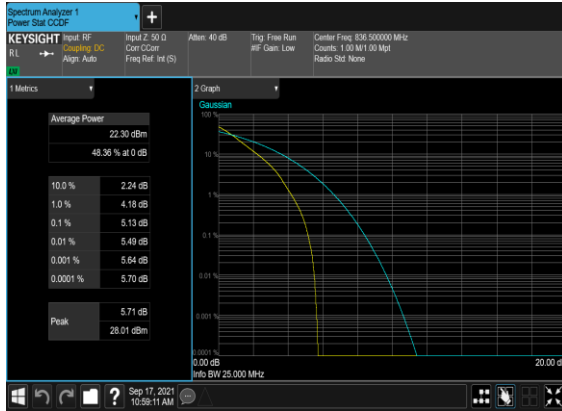 Spectrum Analyzer 1
Power Stat CCDF
+
KEYSIGHT Input: RF Input Z: 50 Ω Atten: 40 dB Trig: Free Run Center Freq: 836.500000 MHz
RL Coupling: DC Corr CCorr #IF Gain: Low Counts: 1.00 M/1.00 Mpt
Align: Auto Freq Ref: Int (S) Radio Std: None
1 Metrics 2 Graph
Average Power
22.30 dBm
48.36 % at 0 dB
10.0 % 2.24 dB
1.0 % 4.18 dB
0.1 % 5.13 dB
0.01 % 5.49 dB
0.001 % 5.64 dB
0.0001 % 5.70 dB
Peak 5.71 dB
28.01 dBm
Gaussian
100 %
10 %
1 %
0.1 %
0.01 %
0.001 %
0.0001 %
0.00 dB 20.00 d
Info BW 25.000 MHz
? Sep 17, 2021
10:59:11 AM